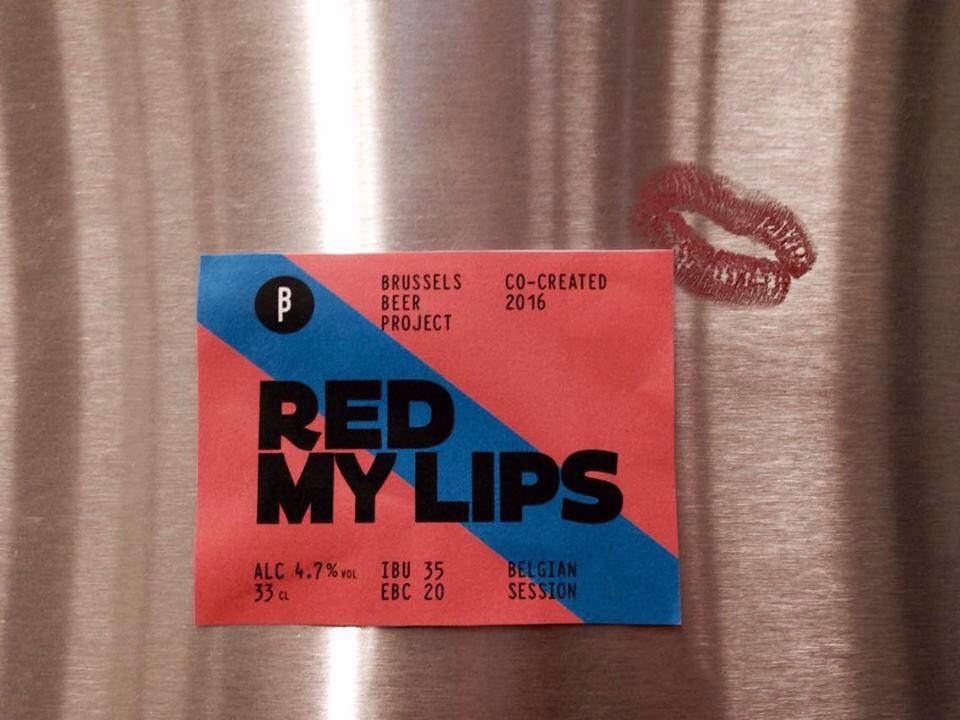 β
BRUSSELS
BEER
PROJECT
CO-CREATED
2016
RED
MY LIPS
ALC 4.7% VOL
33 CL
IBU 35
EBC 20
BELGIAN
SESSION